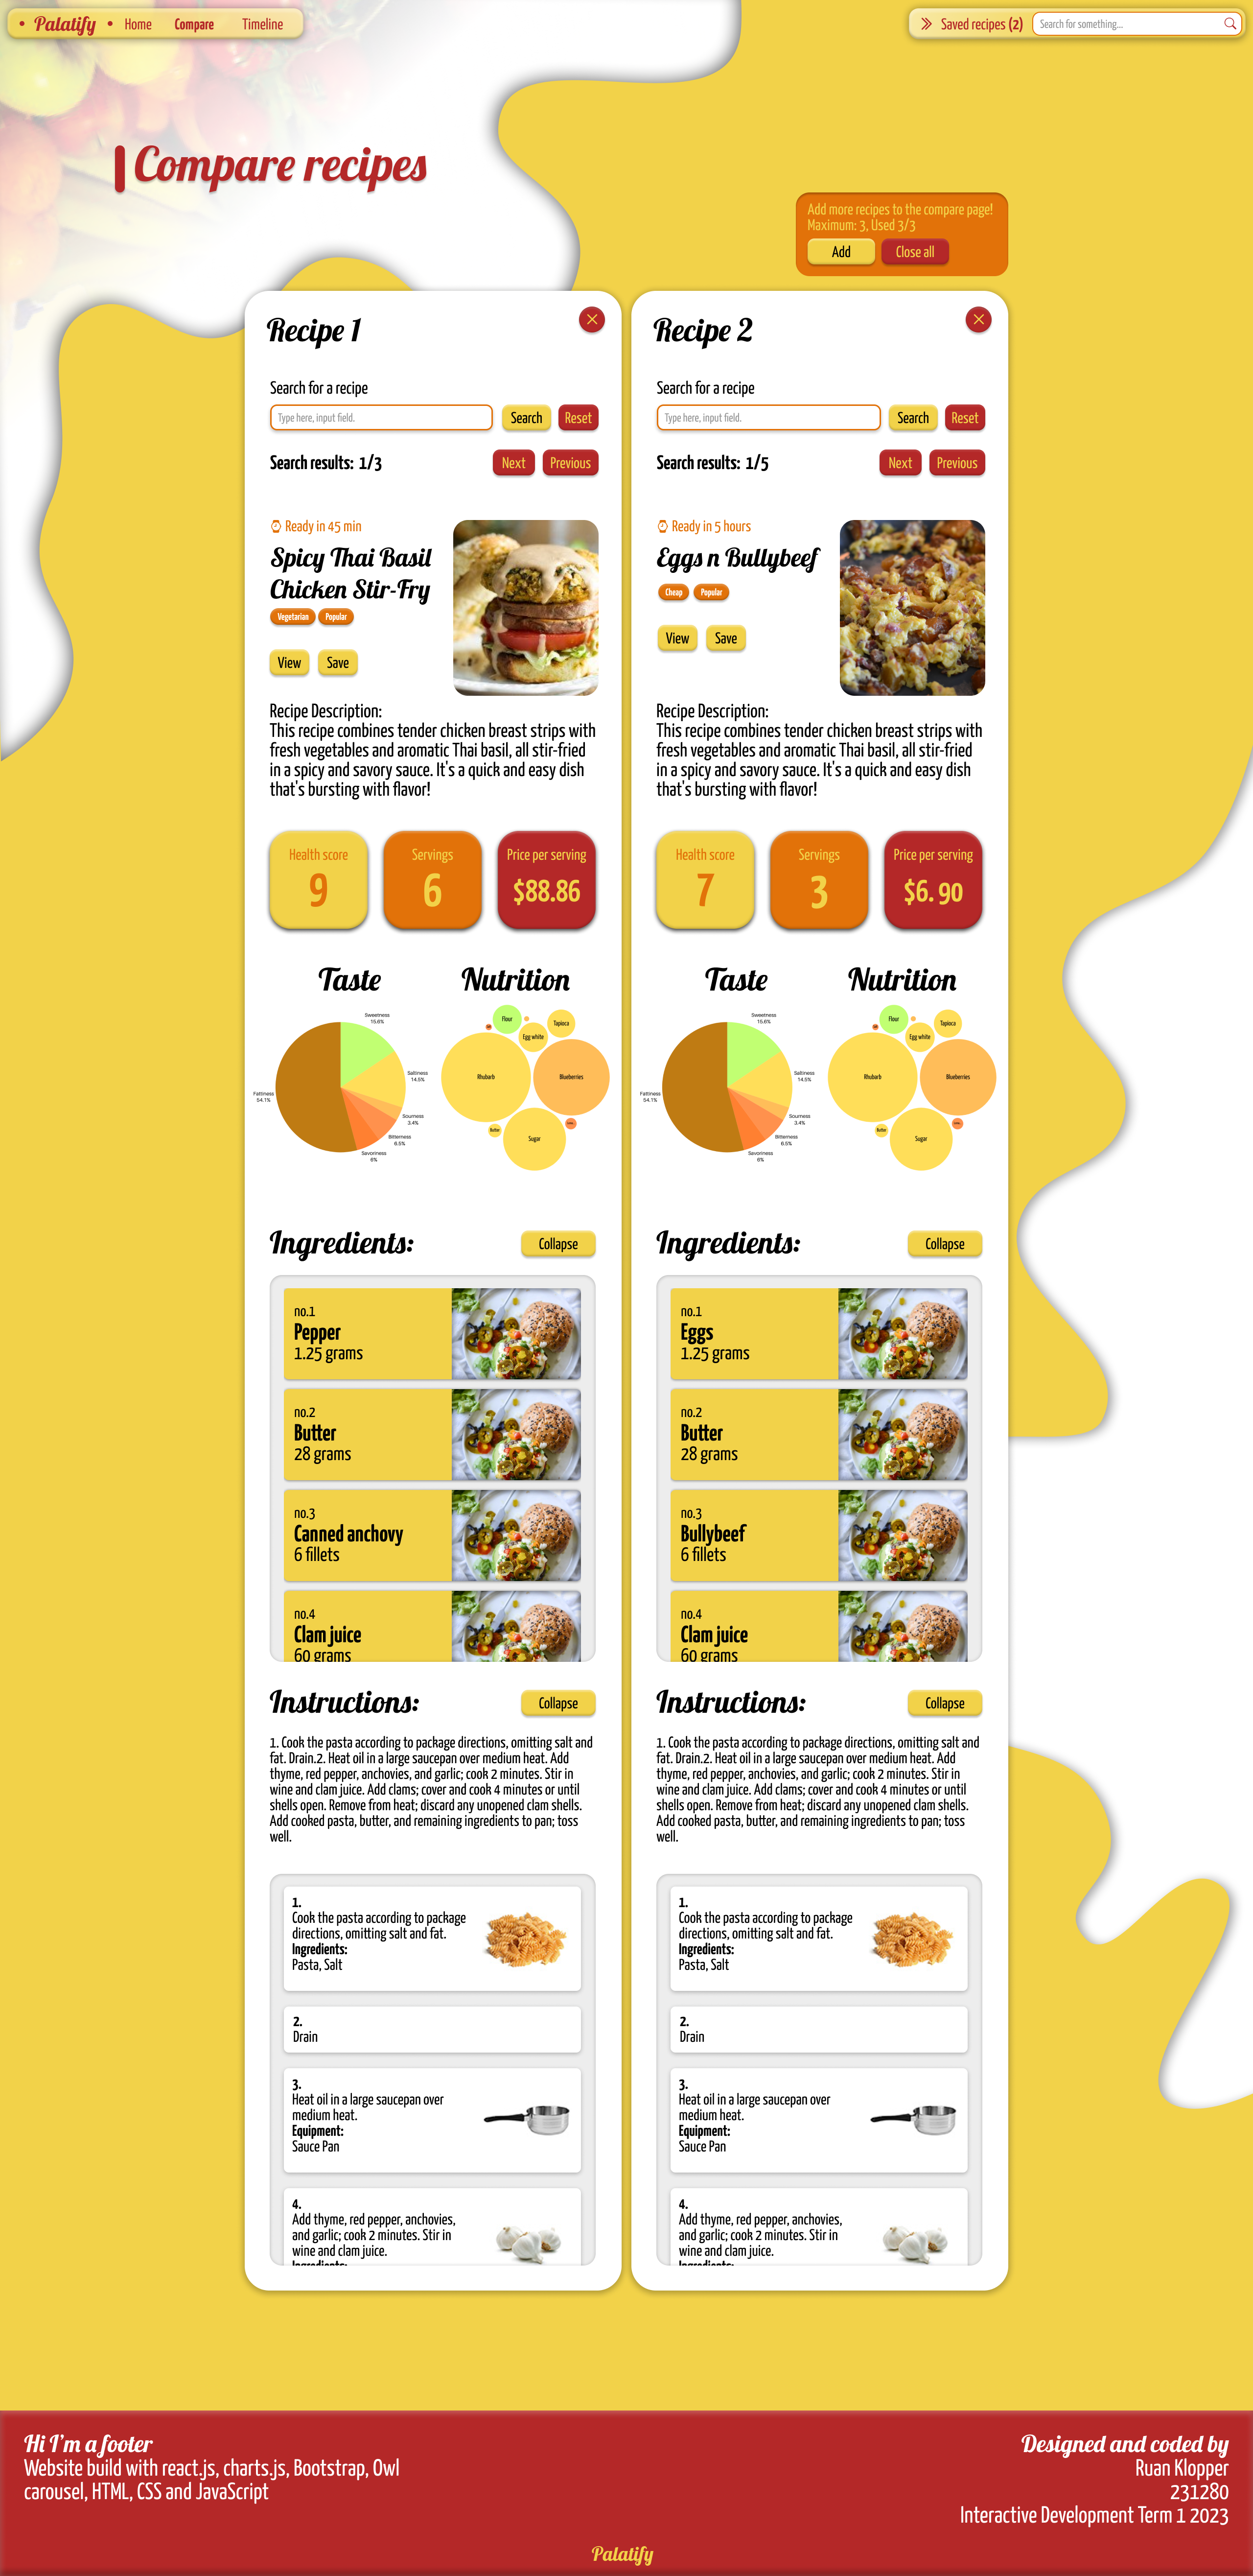 Palatify
Home
Compare
Timeline
Saved recipes (2)
Search for something...
Compare recipes
Add more recipes to the compare page!
Maximum: 3, Used 3/3
Add
Close all
Recipe 1
Search for a recipe
Type here, input field.
Search
Reset
Search results: 1/3
Next
Previous
Ready in 45 min
Spicy Thai Basil
Chicken Stir-Fry
Vegetarian
Popular
View
Save
Recipe Description:
This recipe combines tender chicken breast strips with
fresh vegetables and aromatic Thai basil, all stir-fried
in a spicy and savory sauce. It's a quick and easy dish
that's bursting with flavor!
Health score
9
Servings
6
Price per serving
$88.86
Taste
Sweetness
15.6%
Saltiness
14.5%
Sourness
3.4%
Bitterness
6.5%
Savoriness
6%
Fattiness
54.1%
Nutrition
Flour
Egg white
Tapioca
Rhubarb
Blueberries
Butter
Sugar
Ingredients:
Collapse
no.1
Pepper
1.25 grams
no.2
Butter
28 grams
no.3
Canned anchovy
6 fillets
no.4
Clam juice
60 grams
Instructions:
Collapse
1. Cook the pasta according to package directions, omitting salt and
fat. Drain.2. Heat oil in a large saucepan over medium heat. Add
thyme, red pepper, anchovies, and garlic; cook 2 minutes. Stir in
wine and clam juice. Add clams; cover and cook 4 minutes or until
shells open. Remove from heat; discard any unopened clam shells.
Add cooked pasta, butter, and remaining ingredients to pan; toss
well.
1.
Cook the pasta according to package
directions, omitting salt and fat.
Ingredients:
Pasta, Salt
2.
Drain
3.
Heat oil in a large saucepan over
medium heat.
Equipment:
Sauce Pan
4.
Add thyme, red pepper, anchovies,
and garlic; cook 2 minutes. Stir in
wine and clam juice.
Ingredients:
Recipe 2
Search for a recipe
Type here, input field.
Search
Reset
Search results: 1/5
Next
Previous
Ready in 5 hours
Eggs n Bullybeef
Cheap
Popular
View
Save
Recipe Description:
This recipe combines tender chicken breast strips with
fresh vegetables and aromatic Thai basil, all stir-fried
in a spicy and savory sauce. It's a quick and easy dish
that's bursting with flavor!
Health score
7
Servings
3
Price per serving
$6. 90
Taste
Sweetness
15.6%
Saltiness
14.5%
Sourness
3.4%
Bitterness
6.5%
Savoriness
6%
Fattiness
54.1%
Nutrition
Flour
Egg white
Tapioca
Rhubarb
Blueberries
Butter
Sugar
Ingredients:
Collapse
no.1
Eggs
1.25 grams
no.2
Butter
28 grams
no.3
Bullybeef
6 fillets
no.4
Clam juice
60 grams
Instructions:
Collapse
1. Cook the pasta according to package directions, omitting salt and
fat. Drain.2. Heat oil in a large saucepan over medium heat. Add
thyme, red pepper, anchovies, and garlic; cook 2 minutes. Stir in
wine and clam juice. Add clams; cover and cook 4 minutes or until
shells open. Remove from heat; discard any unopened clam shells.
Add cooked pasta, butter, and remaining ingredients to pan; toss
well.
1.
Cook the pasta according to package
directions, omitting salt and fat.
Ingredients:
Pasta, Salt
2.
Drain
3.
Heat oil in a large saucepan over
medium heat.
Equipment:
Sauce Pan
4.
Add thyme, red pepper, anchovies,
and garlic; cook 2 minutes. Stir in
wine and clam juice.
Ingredients:
Hi I'm a footer
Website build with react.js, charts.js, Bootstrap, Owl
carousel, HTML, CSS and JavaScript
Designed and coded by
Ruan Klopper
231280
Interactive Development Term 1 2023
Palatify